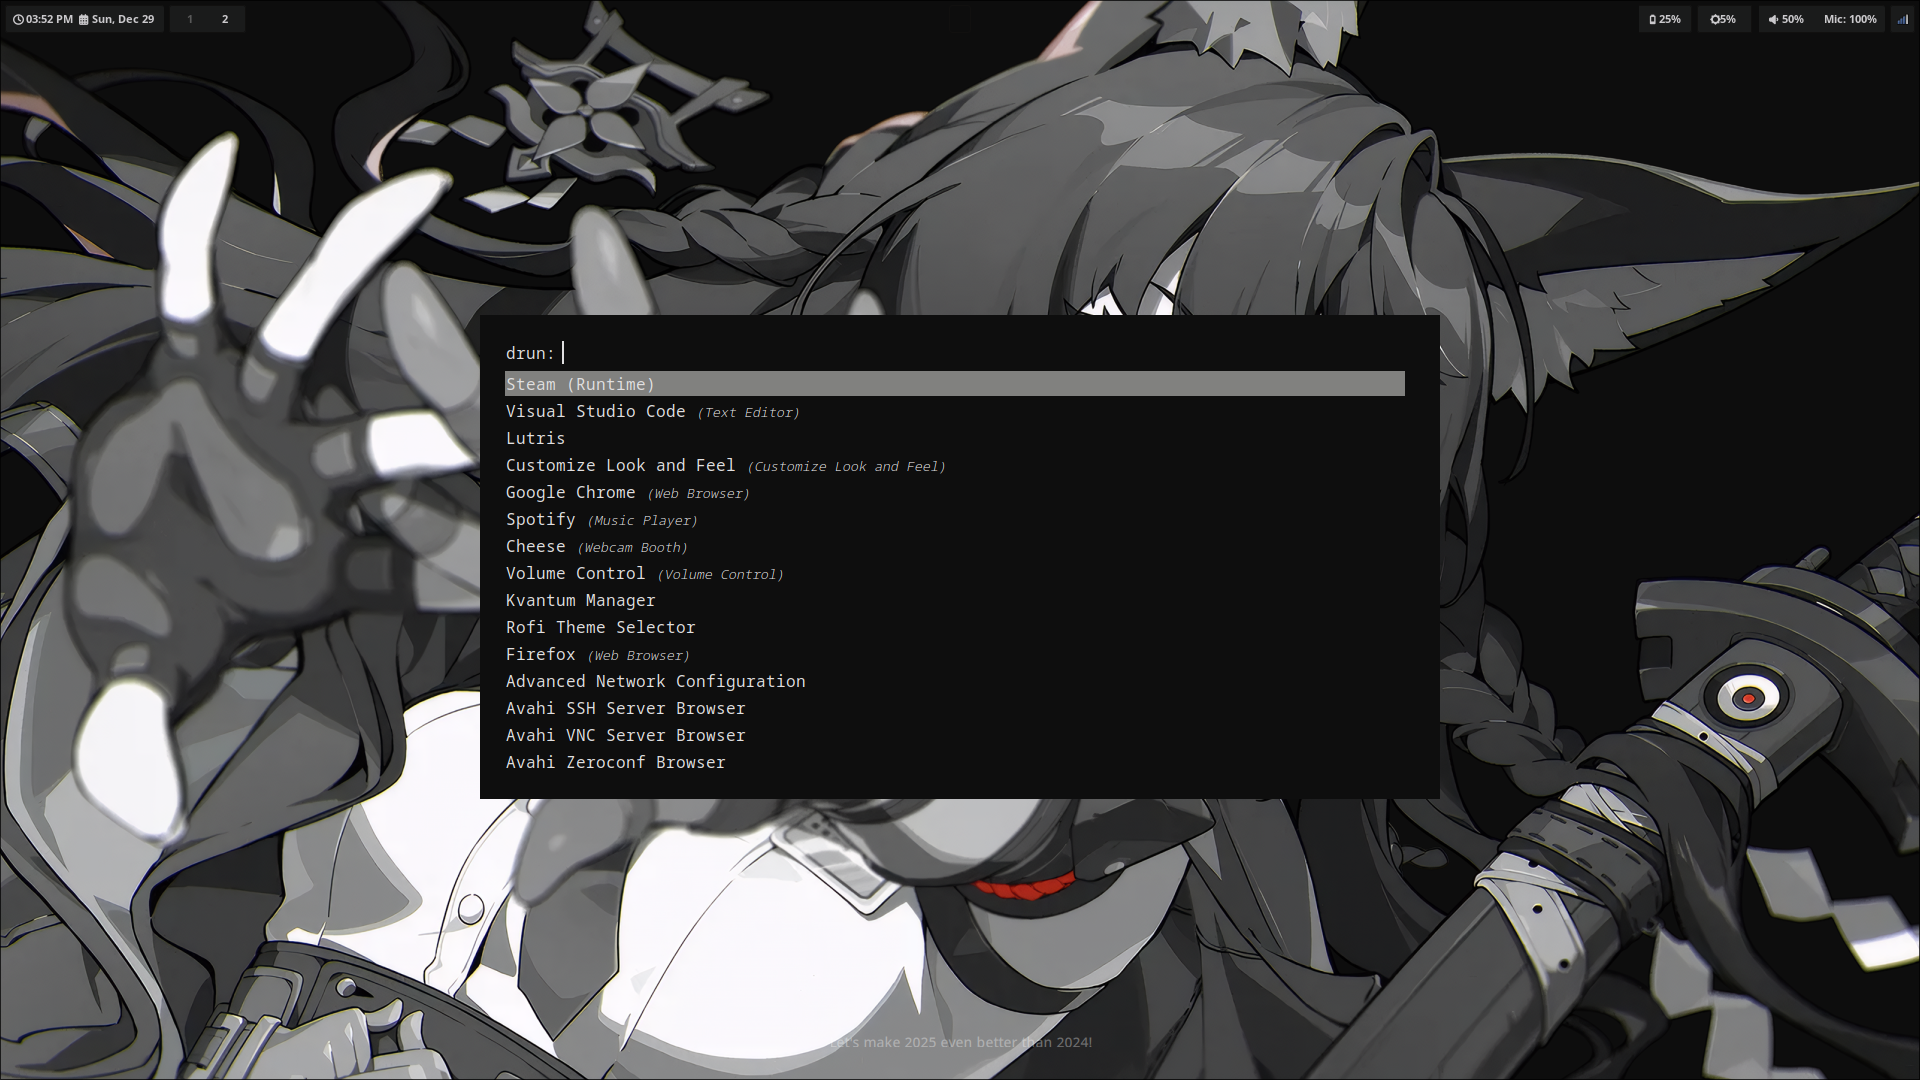 03:52 PM Sun, Dec 29
1 2
25% 5% 50% Mic: 100%
drun:
Steam (Runtime)
Visual Studio Code (Text Editor)
Lutris
Customize Look and Feel (Customize Look and Feel)
Google Chrome (Web Browser)
Spotify (Music Player)
Cheese (Webcam Booth)
Volume Control (Volume Control)
Kvantum Manager
Rofi Theme Selector
Firefox (Web Browser)
Advanced Network Configuration
Avahi SSH Server Browser
Avahi VNC Server Browser
Avahi Zeroconf Browser
Let's make 2025 even better than 2024!